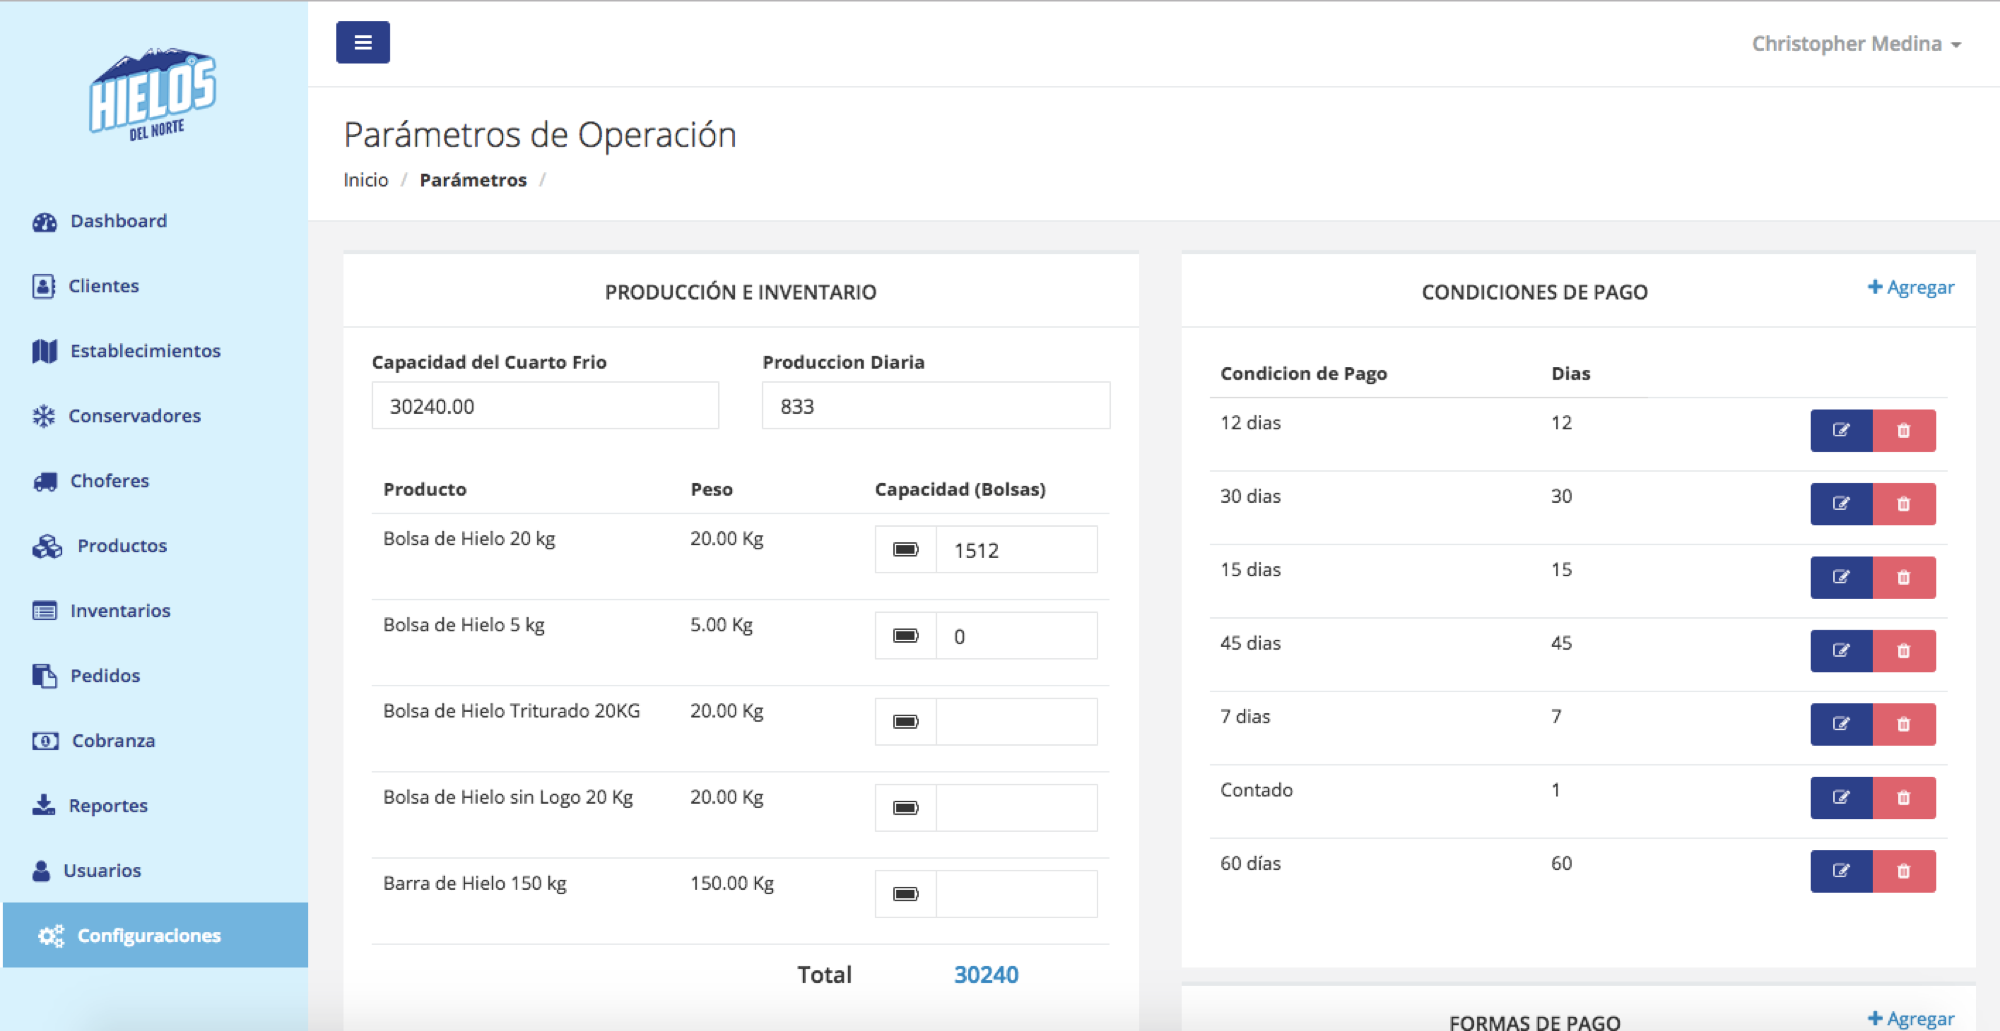 HIELOS
DEL NORTE
Dashboard
Clientes
Establecimientos
Conservadores
Choferes
Productos
Inventarios
Pedidos
Cobranza
Reportes
Usuarios
Configuraciones
Christopher Medina
Parámetros de Operación
Inicio / Parámetros /
PRODUCCIÓN E INVENTARIO
Capacidad del Cuarto Frio Produccion Diaria
30240.00 833
Producto Peso Capacidad (Bolsas)
Bolsa de Hielo 20 kg 20.00 Kg 1512
Bolsa de Hielo 5 kg 5.00 Kg 0
Bolsa de Hielo Triturado 20KG 20.00 Kg
Bolsa de Hielo sin Logo 20 Kg 20.00 Kg
Barra de Hielo 150 kg 150.00 Kg
Total 30240
CONDICIONES DE PAGO + Agregar
Condicion de Pago Dias
12 dias 12
30 dias 30
15 dias 15
45 dias 45
7 dias 7
Contado 1
60 días 60
FORMAS DE PAGO + Agregar